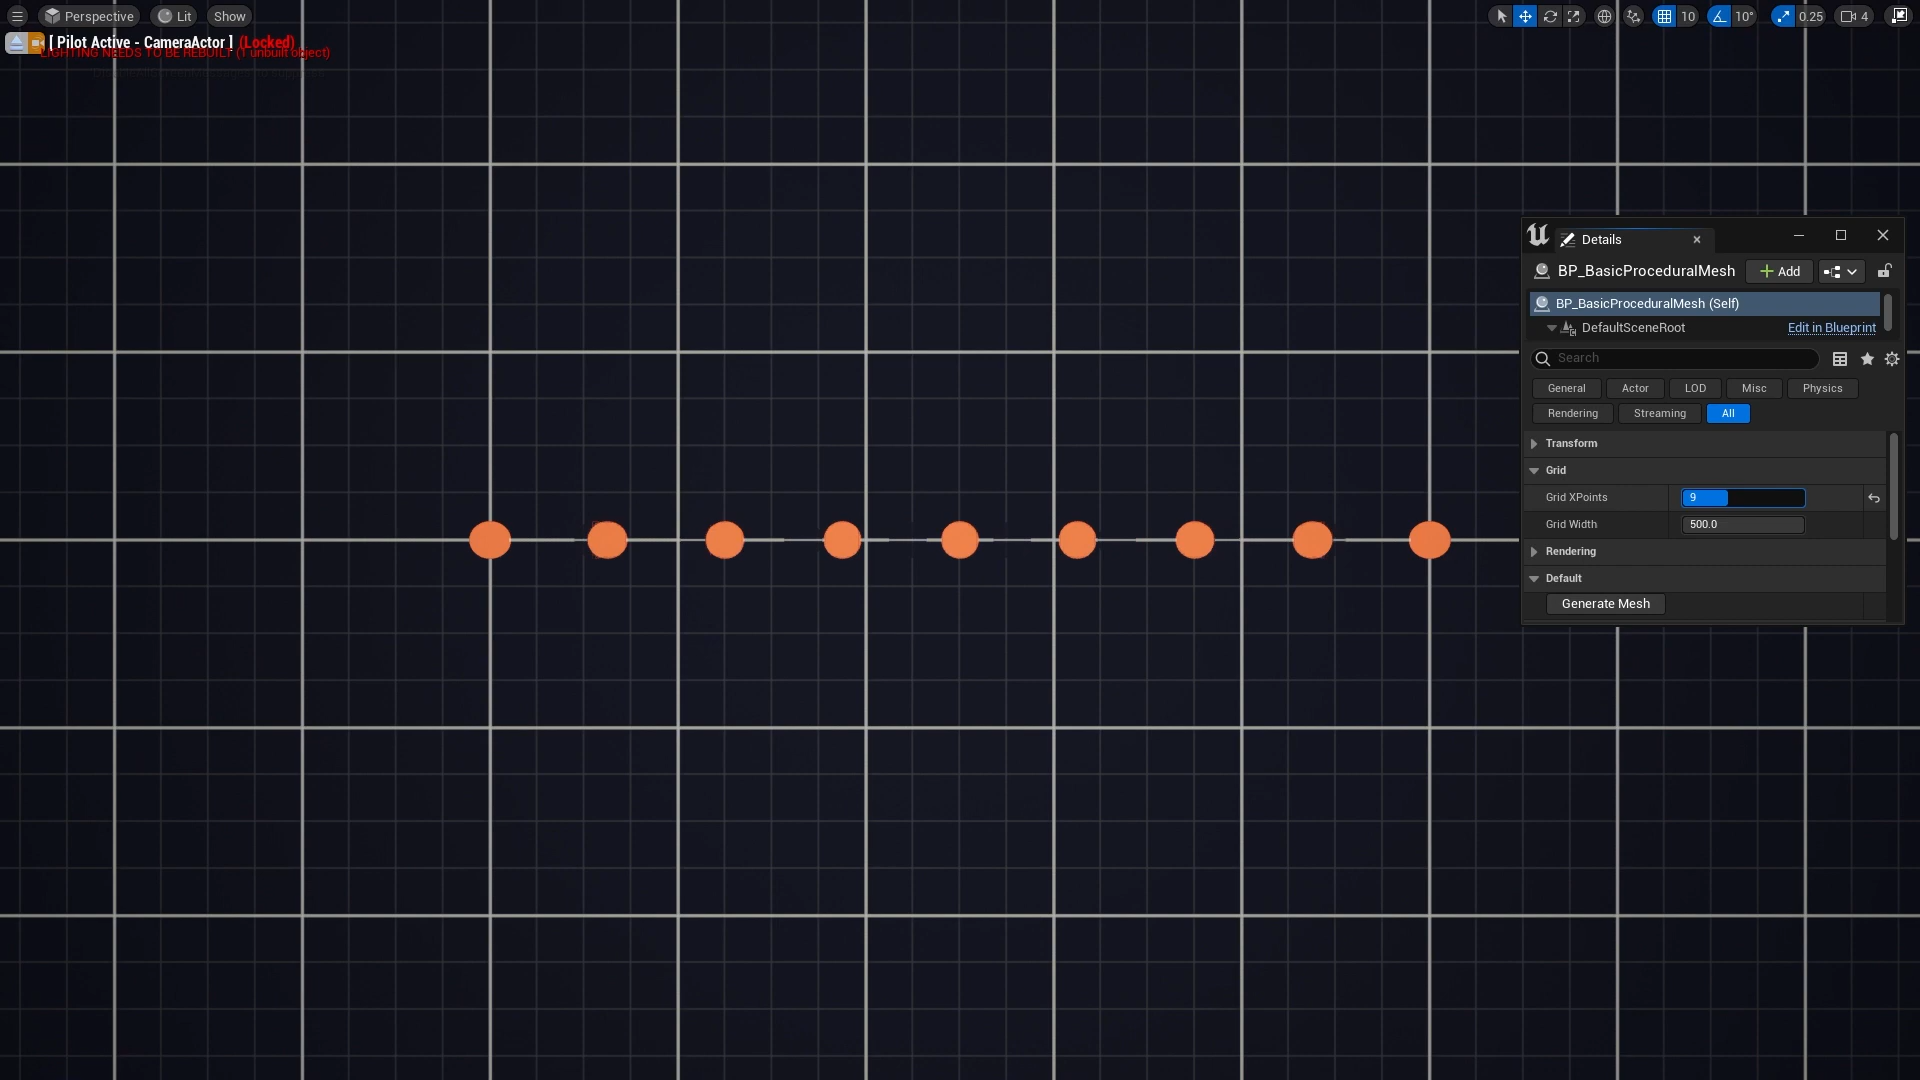 Perspective Lit Show 10 10° 0.25 4
[ Pilot Active - CameraActor ] (Locked)
LIGHTING NEEDS TO BE REBUILT (1 unbuilt object)
Details
BP_BasicProceduralMesh Add
BP_BasicProceduralMesh (Self)
DefaultSceneRoot Edit in Blueprint
Search
General Actor LOD Misc Physics
Rendering Streaming All
Transform
Grid
Grid XPoints 9
Grid Width 500.0
Rendering
Default
Generate Mesh